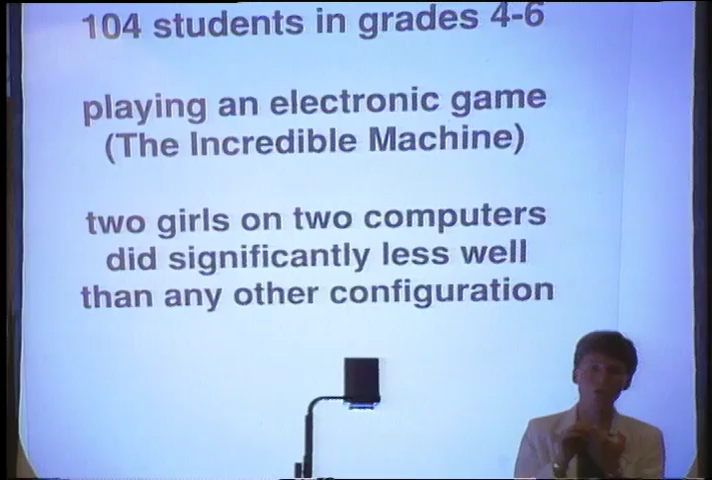 104 students in grades 4-6
playing an electronic game
(The Incredible Machine)
two girls on two computers
did significantly less well
than any other configuration